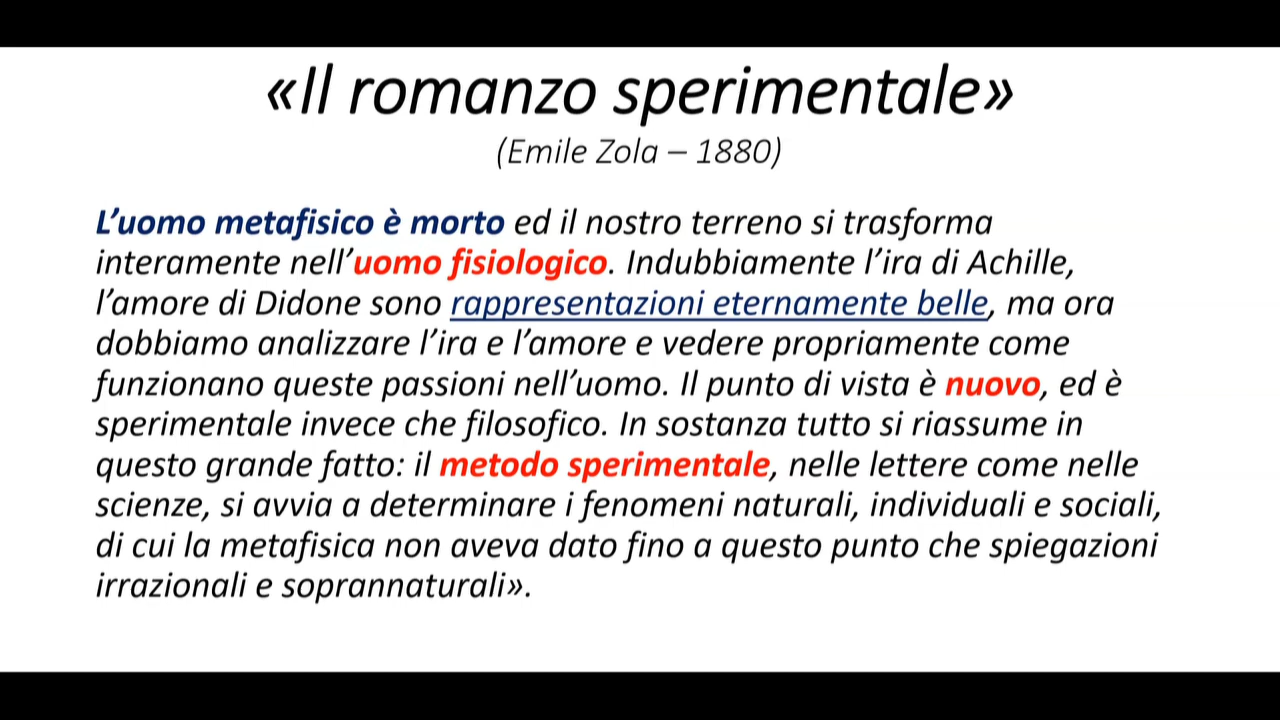 «Il romanzo sperimentale»
(Emile Zola – 1880)
L’uomo metafisico è morto ed il nostro terreno si trasforma
interamente nell’uomo fisiologico. Indubbiamente l’ira di Achille,
l’amore di Didone sono rappresentazioni eternamente belle, ma ora
dobbiamo analizzare l’ira e l’amore e vedere propriamente come
funzionano queste passioni nell’uomo. Il punto di vista è nuovo, ed è
sperimentale invece che filosofico. In sostanza tutto si riassume in
questo grande fatto: il metodo sperimentale, nelle lettere come nelle
scienze, si avvia a determinare i fenomeni naturali, individuali e sociali,
di cui la metafisica non aveva dato fino a questo punto che spiegazioni
irrazionali e soprannaturali».